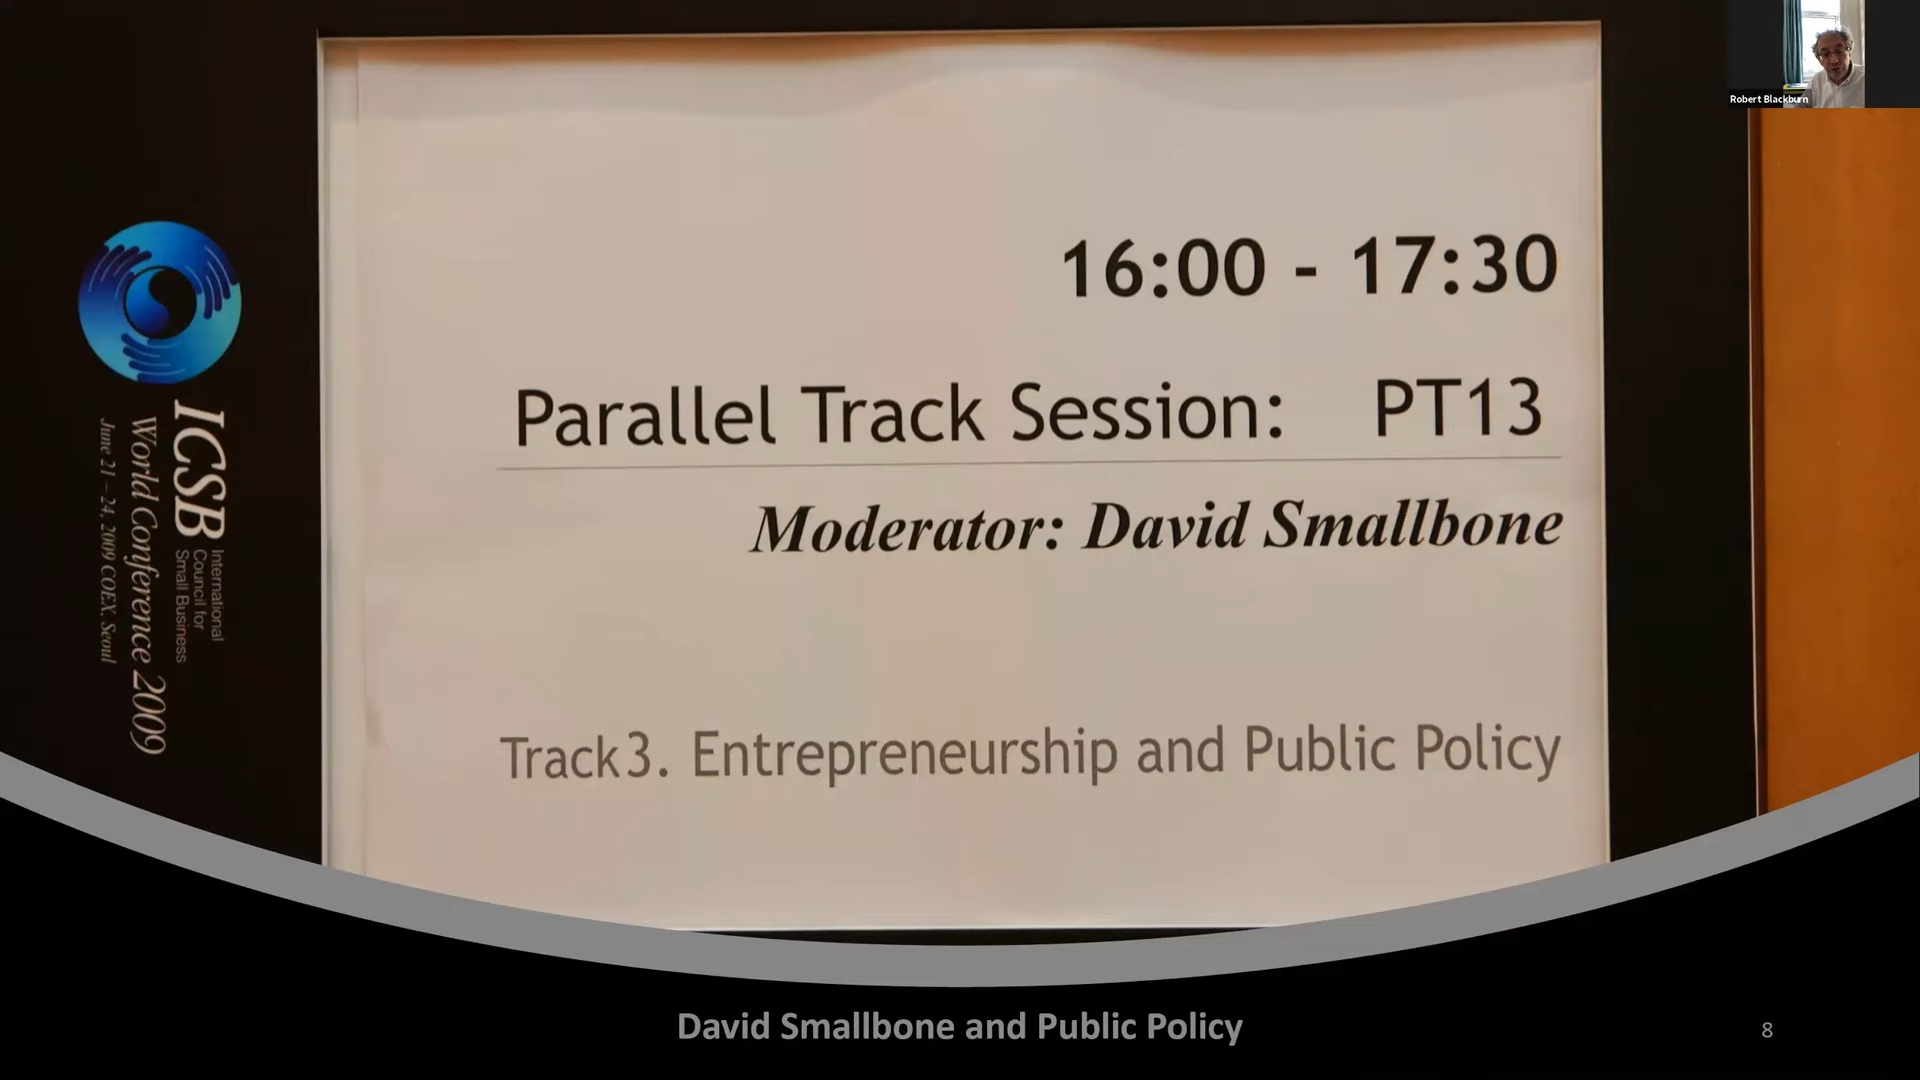 Robert Blackburn
16:00 - 17:30
Parallel Track Session: PT13
Moderator: David Smallbone
Track3. Entrepreneurship and Public Policy
ICSB
International
Council for
Small Business
World Conference 2009
June 21 - 24, 2009 COEX, Seoul
David Smallbone and Public Policy
8